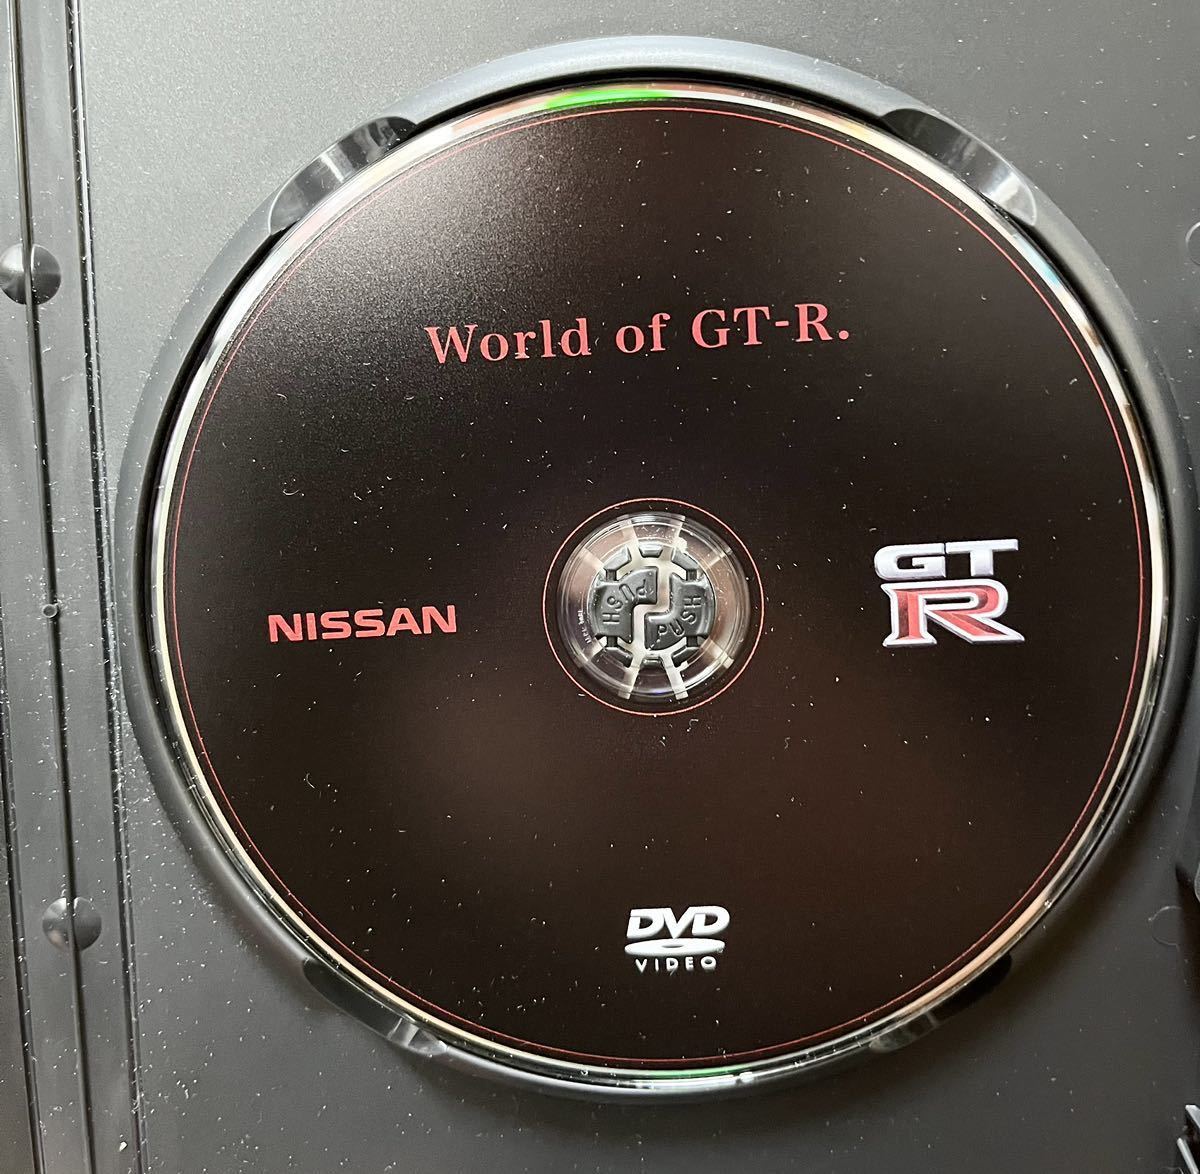 World of GT-R.
NISSAN
GT
R
PUSH
PUSH
DVD
VIDEO